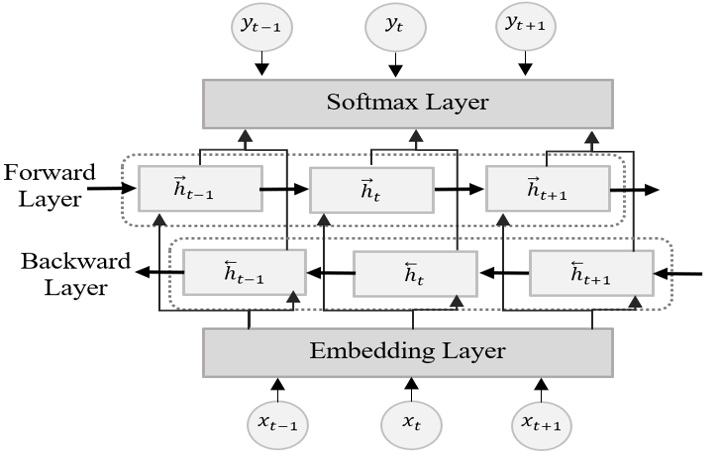 y_{t-1} y_t y_{t+1}
Softmax Layer
Forward
Layer
\vec{h}_{t-1} \vec{h}_t \vec{h}_{t+1}
Backward
Layer
\overleftarrow{h}_{t-1} \overleftarrow{h}_t \overleftarrow{h}_{t+1}
Embedding Layer
x_{t-1} x_t x_{t+1}